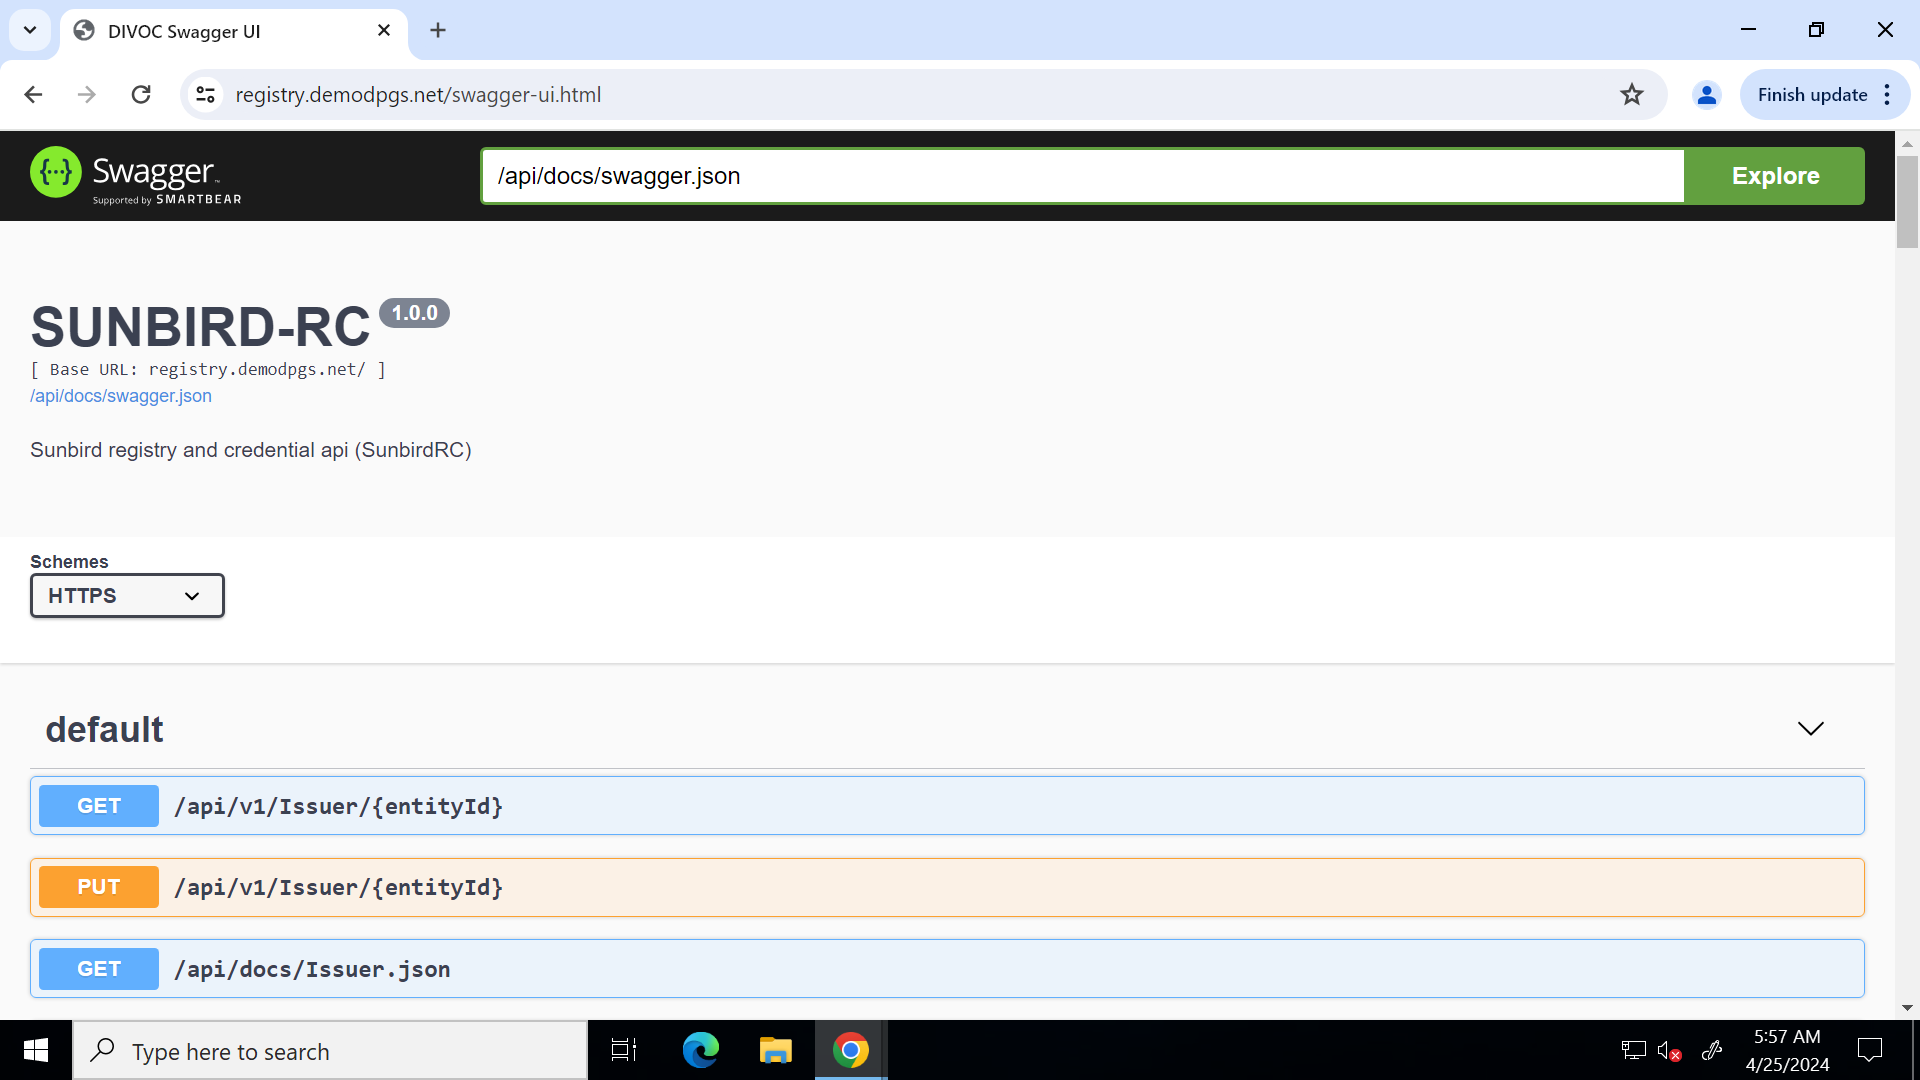 DIVOC Swagger UI
registry.demodpgs.net/swagger-ui.html
Finish update
Swagger
Supported by SMARTBEAR
/api/docs/swagger.json
Explore
SUNBIRD-RC 1.0.0
[ Base URL: registry.demodpgs.net/ ]
/api/docs/swagger.json
Sunbird registry and credential api (SunbirdRC)
Schemes
HTTPS
default
GET /api/v1/Issuer/{entityId}
PUT /api/v1/Issuer/{entityId}
GET /api/docs/Issuer.json
Type here to search
5:57 AM
4/25/2024